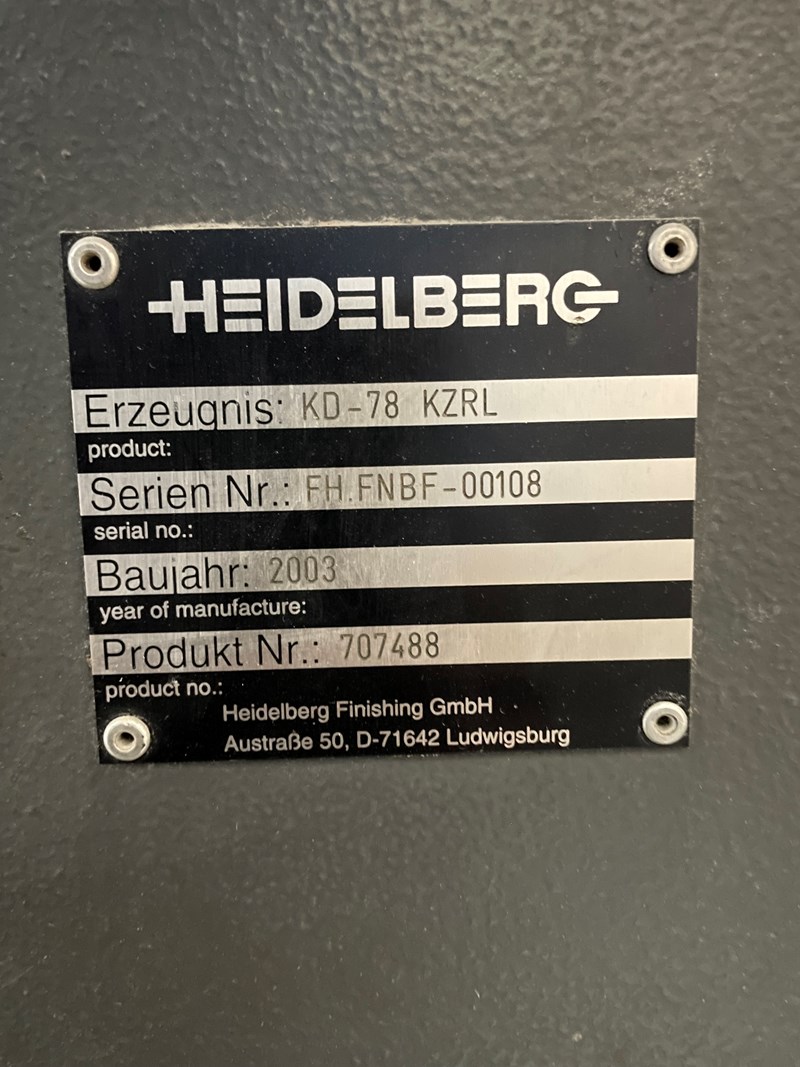 HEIDELBERG
Erzeugnis: KD-78 KZRL
product:
Serien Nr.: FH.FNBF-00108
serial no.:
Baujahr: 2003
year of manufacture:
Produkt Nr.: 707488
product no.:
Heidelberg Finishing GmbH
Austraße 50, D-71642 Ludwigsburg